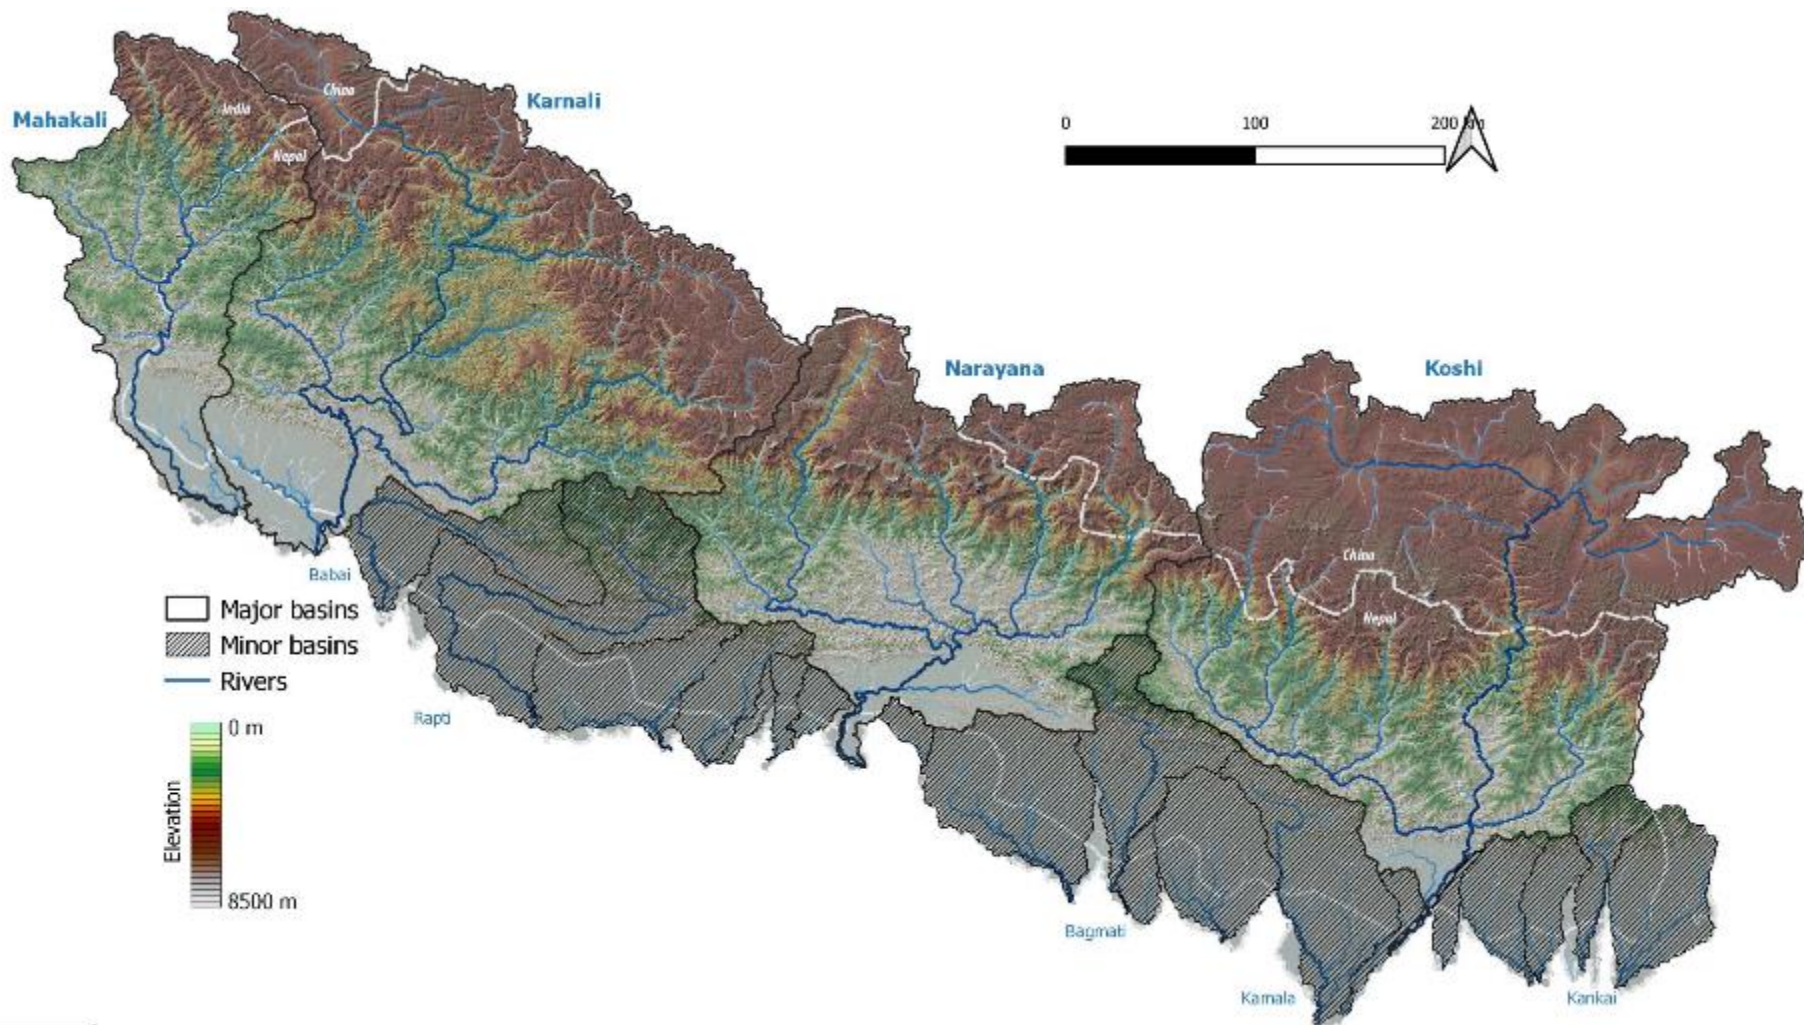 Mahakali
India
Nepal
China
Karnali
0 100 200 km
Narayana
Koshi
China
Nepal
Babai
Major basins
Minor basins
Rivers
Rapti
0 m
Elevation
8500 m
Bagmati
Kamala
Kankai